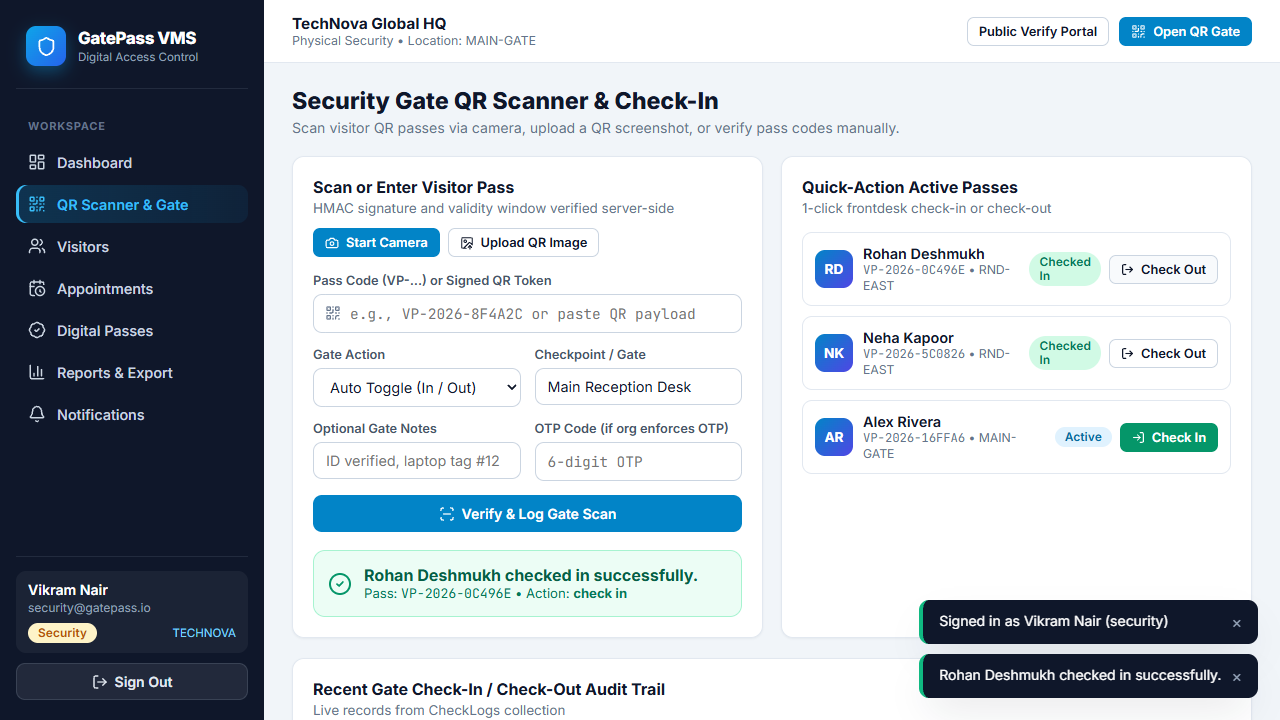 GatePass VMS
Digital Access Control
WORKSPACE
Dashboard
QR Scanner & Gate
Visitors
Appointments
Digital Passes
Reports & Export
Notifications
Vikram Nair
security@gatepass.io
Security
TECHNOVA
Sign Out
TechNova Global HQ
Physical Security • Location: MAIN-GATE
Public Verify Portal
Open QR Gate
Security Gate QR Scanner & Check-In
Scan visitor QR passes via camera, upload a QR screenshot, or verify pass codes manually.
Scan or Enter Visitor Pass
HMAC signature and validity window verified server-side
Start Camera
Upload QR Image
Pass Code (VP-...) or Signed QR Token
e.g., VP-2026-8F4A2C or paste QR payload
Gate Action
Checkpoint / Gate
Auto Toggle (In / Out)
Main Reception Desk
Optional Gate Notes
OTP Code (if org enforces OTP)
ID verified, laptop tag #12
6-digit OTP
Verify & Log Gate Scan
Rohan Deshmukh checked in successfully.
Pass: VP-2026-0C496E • Action: check in
Quick-Action Active Passes
1-click frontdesk check-in or check-out
RD
Rohan Deshmukh
VP-2026-0C496E • RND-
EAST
Checked
In
Check Out
NK
Neha Kapoor
VP-2026-5C0826 • RND-
EAST
Checked
In
Check Out
AR
Alex Rivera
VP-2026-16FFA6 • MAIN-
GATE
Active
Check In
Recent Gate Check-In / Check-Out Audit Trail
Live records from CheckLogs collection
Signed in as Vikram Nair (security)
×
Rohan Deshmukh checked in successfully.
×